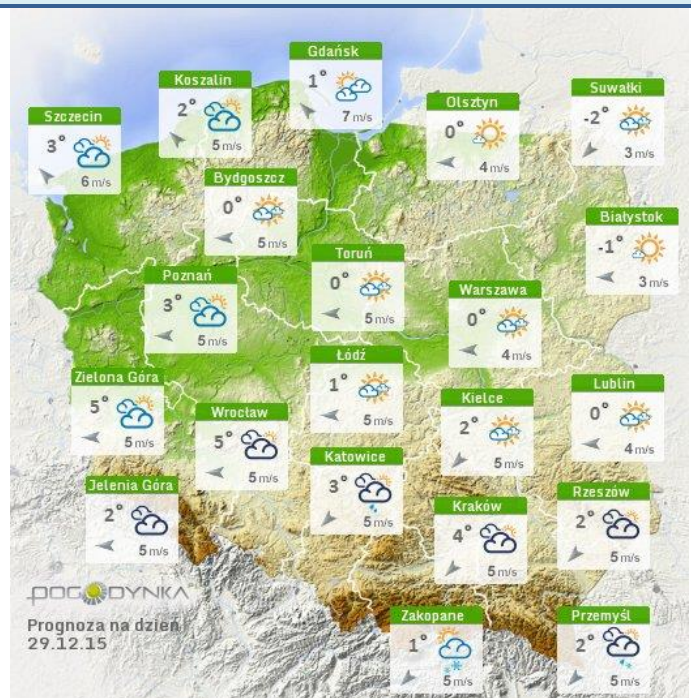 Gdańsk
1°
7 m/s
Koszalin
2°
5 m/s
Suwałki
-2°
3 m/s
Olsztyn
0°
4 m/s
Szczecin
3°
6 m/s
Bydgoszcz
0°
5 m/s
Białystok
-1°
3 m/s
Toruń
0°
5 m/s
Poznań
3°
5 m/s
Warszawa
0°
4 m/s
Łódź
1°
5 m/s
Zielona Góra
5°
5 m/s
Lublin
0°
4 m/s
Kielce
2°
5 m/s
Wrocław
5°
5 m/s
Katowice
3°
5 m/s
Jelenia Góra
2°
5 m/s
Rzeszów
2°
5 m/s
Kraków
4°
5 m/s
POGODYNKA
Prognoza na dzień
29.12.15
Zakopane
1°
5 m/s
Przemyśl
2°
5 m/s